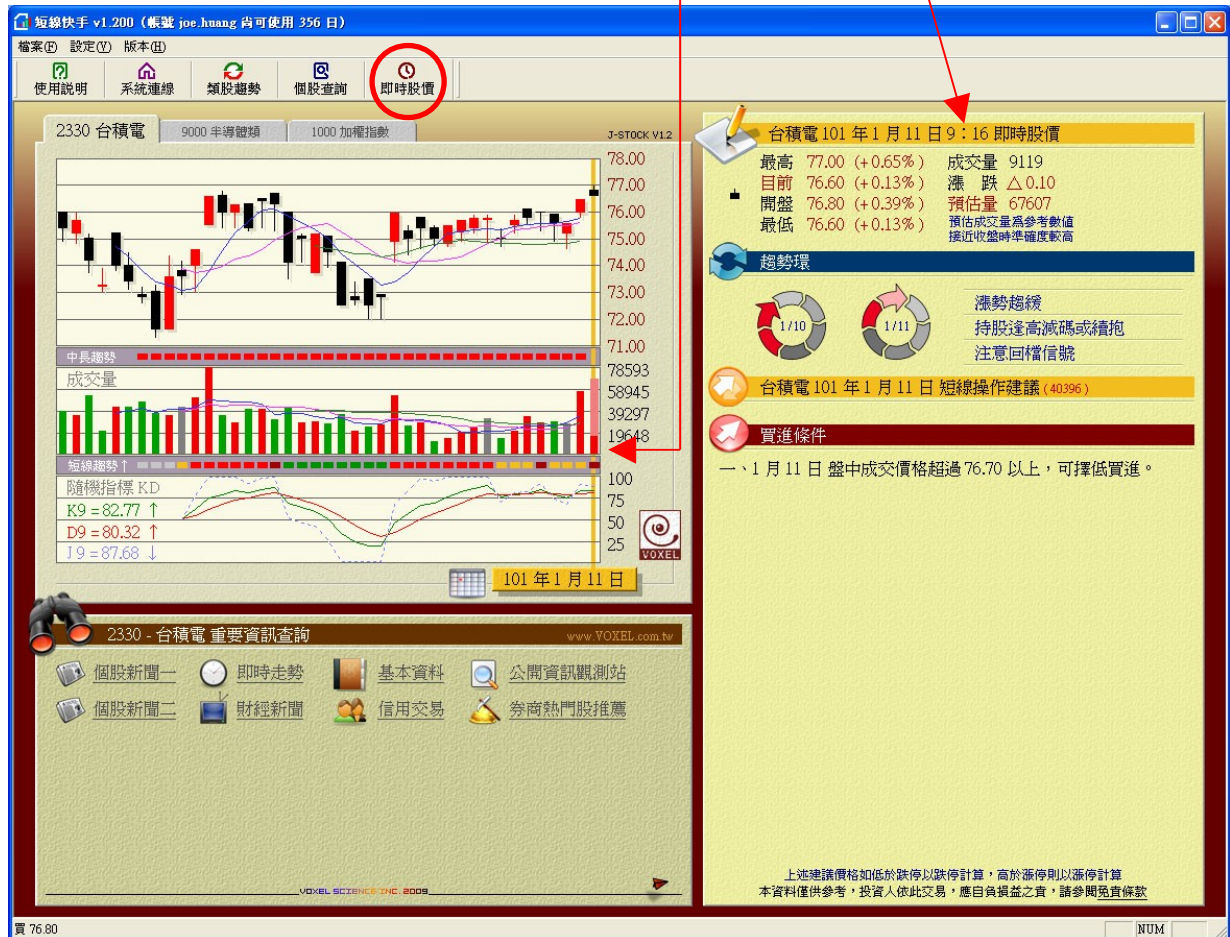 短線快手 v1.200（帳號 joe.huang 尚可使用 356 日）
檔案(F) 設定(Y) 版本(H)
使用說明 系統連線 類股趨勢 個股查詢 即時股價
2330 台積電 9000 半導體類 1000 加權指數 J-STOCK V1.2
78.00
77.00
76.00
75.00
74.00
73.00
72.00
71.00
中長趨勢
成交量
78593
58945
39297
19648
短線趨勢↑
隨機指標 KD
K9 =82.77 ↑
D9 =80.32 ↑
J9 =87.68 ↓
100
75
50
25
VOXEL
101 年 1 月 11 日
2330 - 台積電 重要資訊查詢 www.VOXEL.com.tw
個股新聞一 即時走勢 基本資料 公開資訊觀測站
個股新聞二 財經新聞 信用交易 券商熱門股推薦
VOXEL SCIENCE INC. 2009
台積電 101 年 1 月 11 日 9：16 即時股價
最高 77.00 (+0.65%) 成交量 9119
目前 76.60 (+0.13%) 漲 跌 △0.10
開盤 76.80 (+0.39%) 預估量 67607
最低 76.60 (+0.13%) 預估成交量為參考數值
接近收盤時準確度較高
趨勢環
1/10 1/11
漲勢趨緩
持股逢高減碼或續抱
注意回檔信號
台積電 101 年 1 月 11 日 短線操作建議 (40396)
買進條件
一、1 月 11 日 盤中成交價格超過 76.70 以上，可擇低買進。
上述建議價格如低於跌停以跌停計算，高於漲停則以漲停計算
本資料僅供參考，投資人依此交易，應自負損益之責，請參閱免責條款
買 76.80 NUM